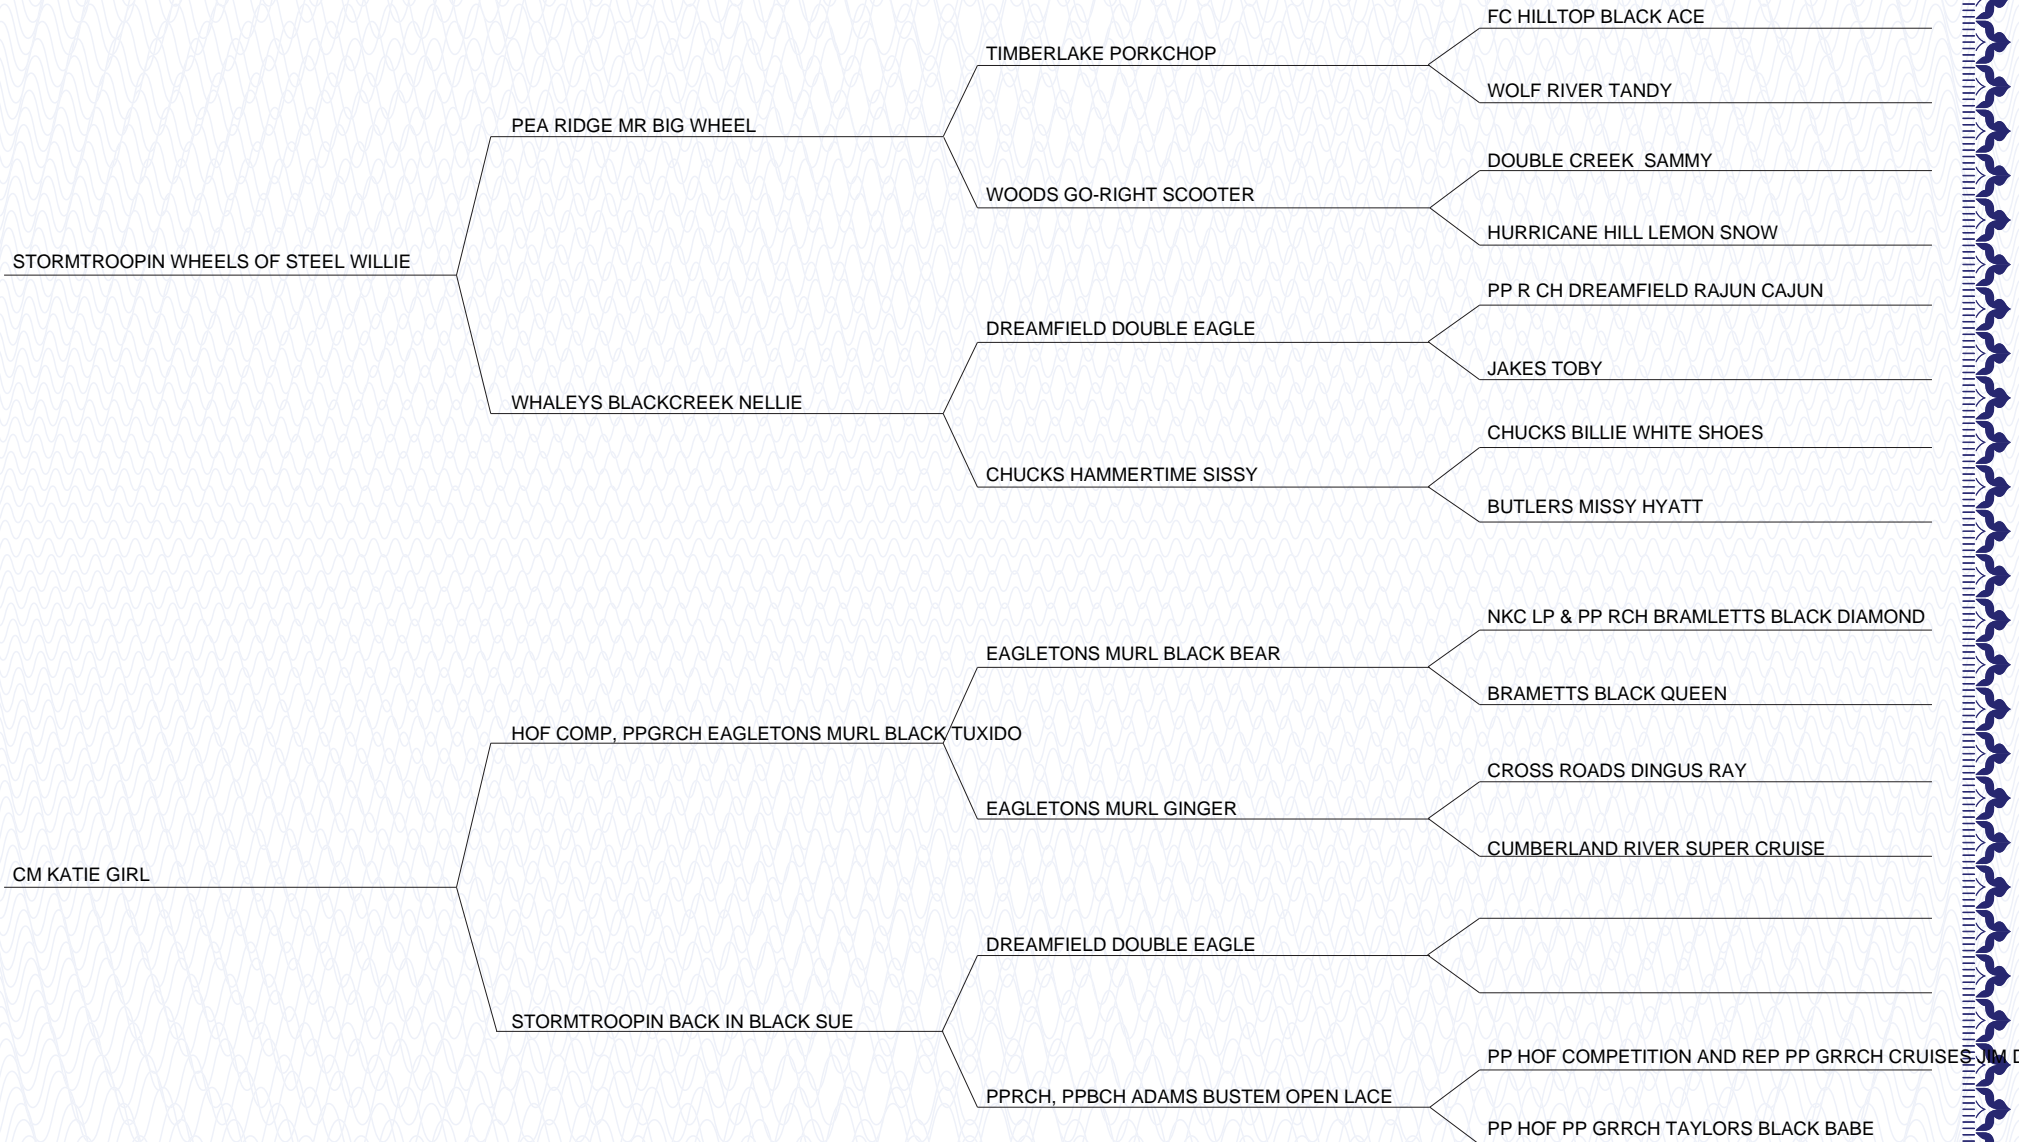 FC HILLTOP BLACK ACE
TIMBERLAKE PORKCHOP
WOLF RIVER TANDY
PEA RIDGE MR BIG WHEEL
DOUBLE CREEK  SAMMY
WOODS GO-RIGHT SCOOTER
HURRICANE HILL LEMON SNOW
STORMTROOPIN WHEELS OF STEEL WILLIE
PP R CH DREAMFIELD RAJUN CAJUN
DREAMFIELD DOUBLE EAGLE
JAKES TOBY
WHALEYS BLACKCREEK NELLIE
CHUCKS BILLIE WHITE SHOES
CHUCKS HAMMERTIME SISSY
BUTLERS MISSY HYATT
NKC LP & PP RCH BRAMLETTS BLACK DIAMOND
EAGLETONS MURL BLACK BEAR
BRAMETTS BLACK QUEEN
HOF COMP, PPGRCH EAGLETONS MURL BLACK TUXIDO
CROSS ROADS DINGUS RAY
EAGLETONS MURL GINGER
CUMBERLAND RIVER SUPER CRUISE
CM KATIE GIRL
DREAMFIELD DOUBLE EAGLE
STORMTROOPIN BACK IN BLACK SUE
PP HOF COMPETITION AND REP PP GRRCH CRUISES JIM
PPRCH, PPBCH ADAMS BUSTEM OPEN LACE
PP HOF PP GRRCH TAYLORS BLACK BABE